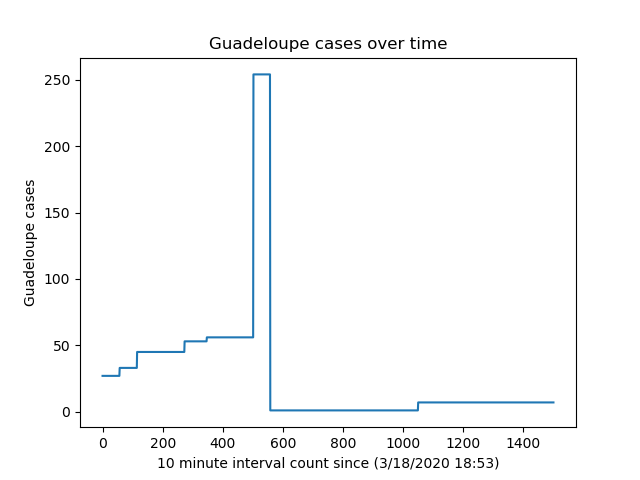 Guadeloupe cases over time
250
200
150
100
50
0
Guadeloupe cases
0 200 400 600 800 1000 1200 1400
10 minute interval count since (3/18/2020 18:53)